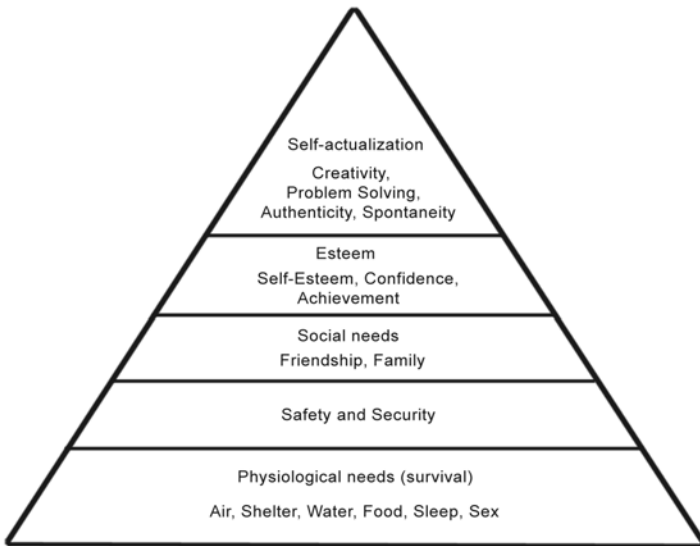 Self-actualization
Creativity,
Problem Solving,
Authenticity, Spontaneity
Esteem
Self-Esteem, Confidence,
Achievement
Social needs
Friendship, Family
Safety and Security
Physiological needs (survival)
Air, Shelter, Water, Food, Sleep, Sex